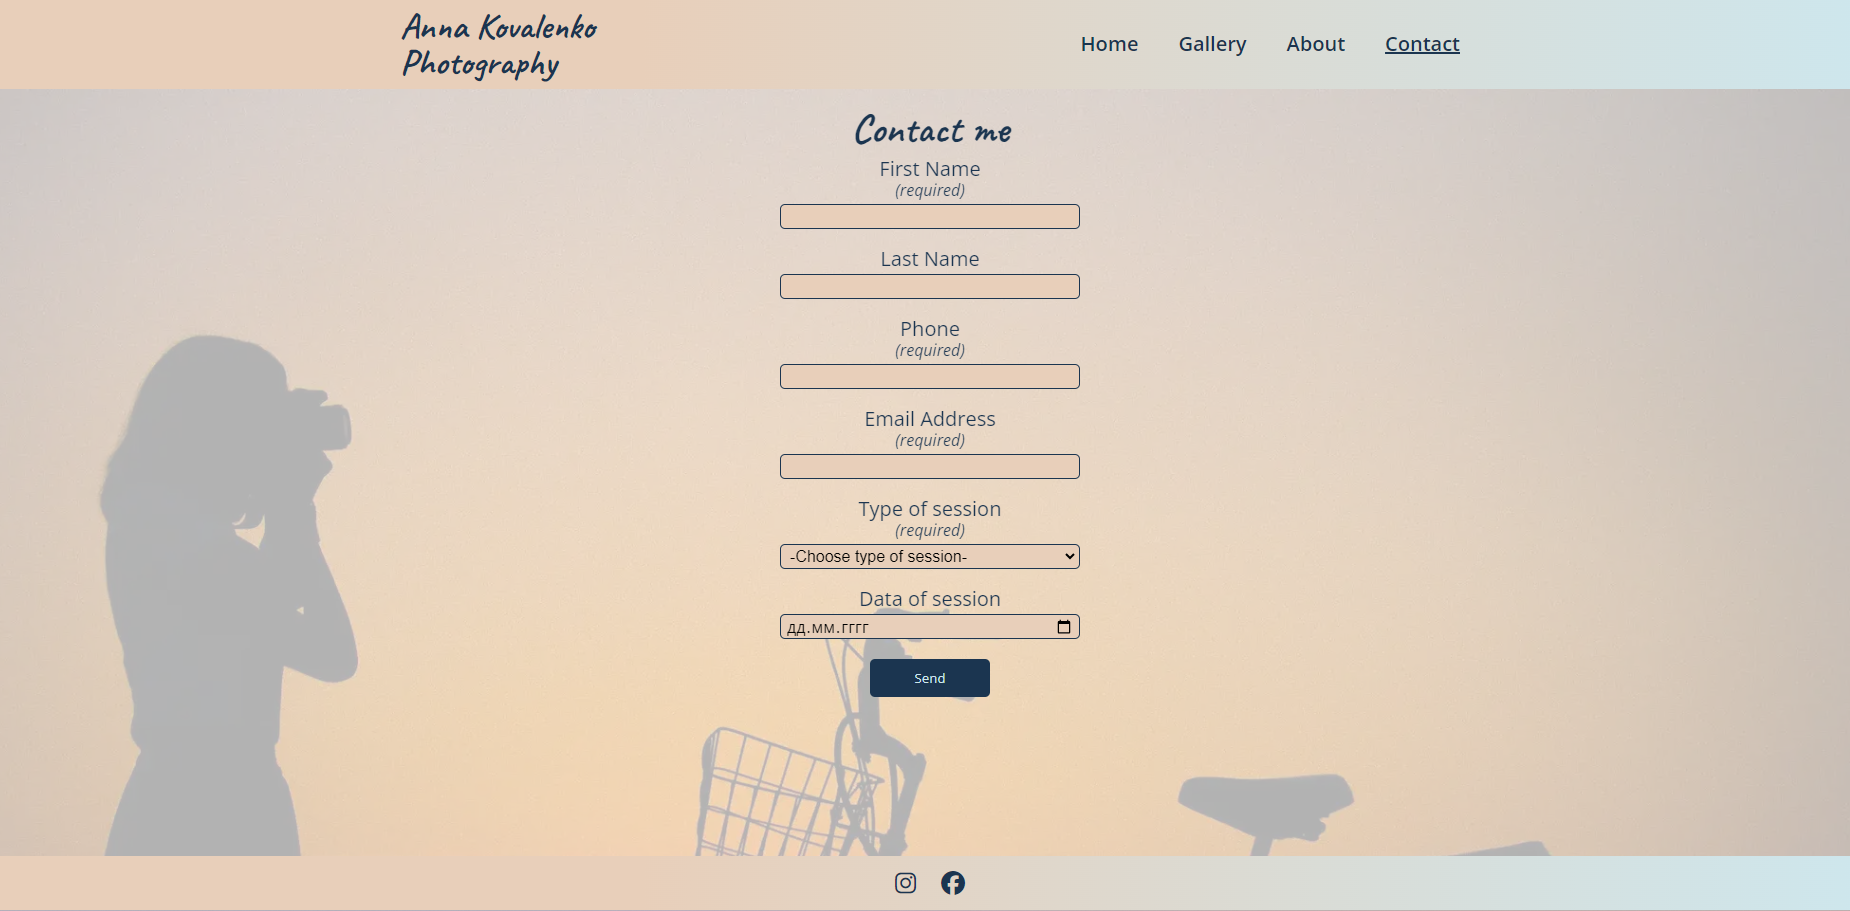 Anna Kovalenko
Photography
Home Gallery About Contact
Contact me
First Name
(required)
Last Name
Phone
(required)
Email Address
(required)
Type of session
(required)
-Choose type of session-
Data of session
дд.мм.гггг
Send